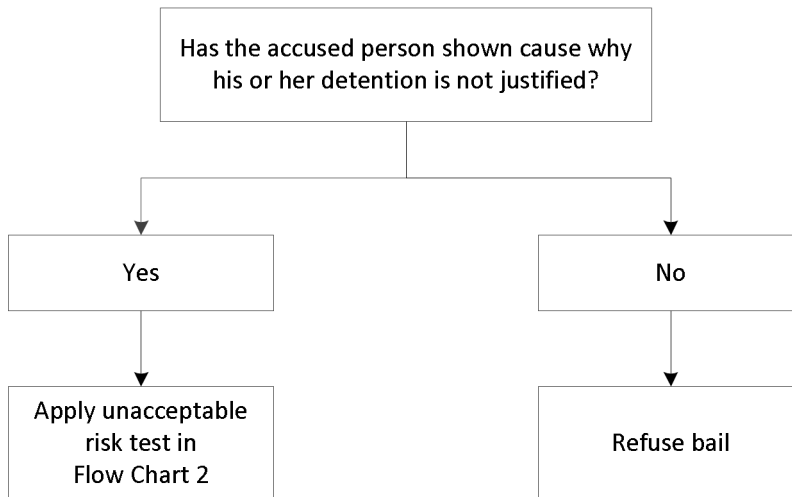 Has the accused person shown cause why
his or her detention is not justified?
Yes
No
Apply unacceptable
risk test in
Flow Chart 2
Refuse bail